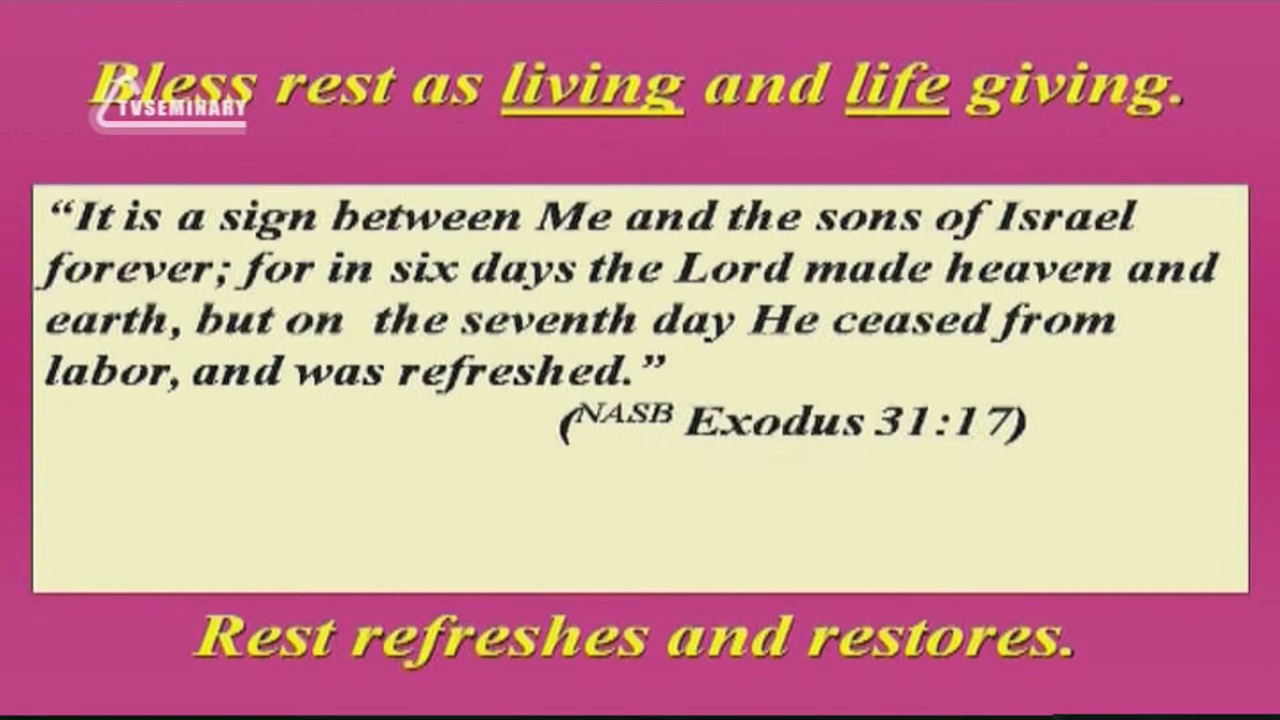 Bless rest as living and life giving.
TVSEMINARY
“It is a sign between Me and the sons of Israel
forever; for in six days the Lord made heaven and
earth, but on the seventh day He ceased from
labor, and was refreshed.”
(NASB Exodus 31:17)
Rest refreshes and restores.